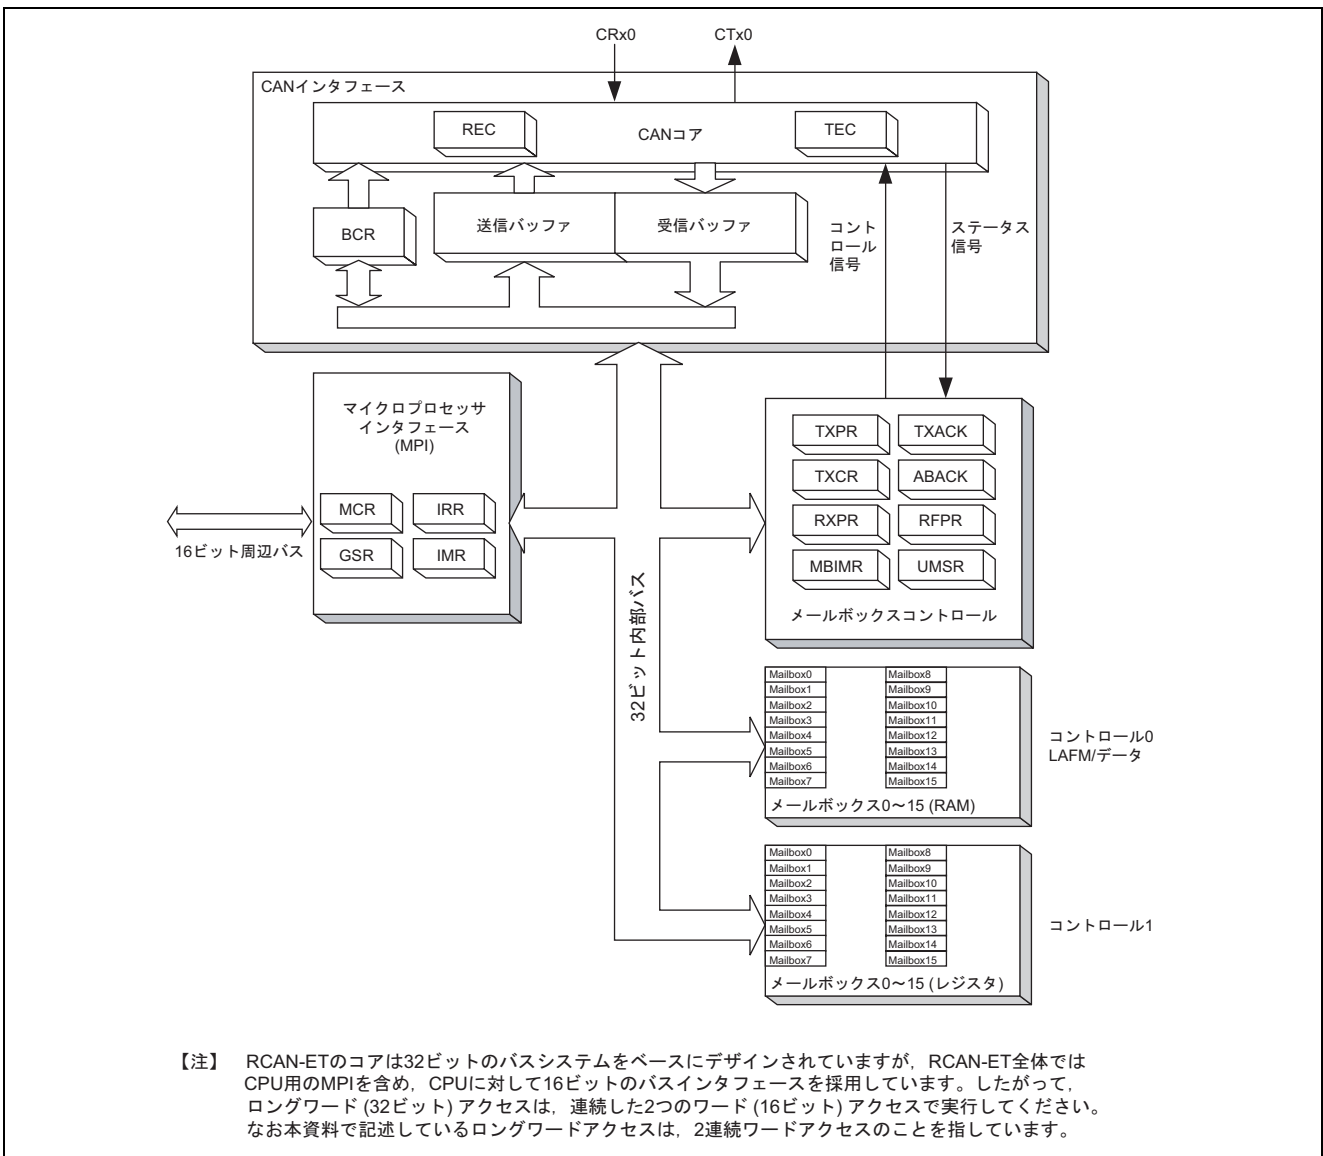 CRx0
CTx0
CANインタフェース
REC
CANコア
TEC
BCR
送信バッファ
受信バッファ
コント
ロール
信号
ステータス
信号
マイクロプロセッサ
インタフェース
(MPI)
MCR
IRR
GSR
IMR
16ビット周辺バス
32ビット内部バス
TXPR
TXACK
TXCR
ABACK
RXPR
RFPR
MBIMR
UMSR
メールボックスコントロール
Mailbox0
Mailbox1
Mailbox2
Mailbox3
Mailbox4
Mailbox5
Mailbox6
Mailbox7
Mailbox8
Mailbox9
Mailbox10
Mailbox11
Mailbox12
Mailbox13
Mailbox14
Mailbox15
メールボックス0～15 (RAM)
コントロール0
LAFM/データ
Mailbox0
Mailbox1
Mailbox2
Mailbox3
Mailbox4
Mailbox5
Mailbox6
Mailbox7
Mailbox8
Mailbox9
Mailbox10
Mailbox11
Mailbox12
Mailbox13
Mailbox14
Mailbox15
メールボックス0～15 (レジスタ)
コントロール1
【注】 RCAN-ETのコアは32ビットのバスシステムをベースにデザインされていますが，RCAN-ET全体では
CPU用のMPIを含め，CPUに対して16ビットのバスインタフェースを採用しています。したがって，
ロングワード (32ビット) アクセスは，連続した2つのワード (16ビット) アクセスで実行してください。
なお本資料で記述しているロングワードアクセスは，2連続ワードアクセスのことを指しています。